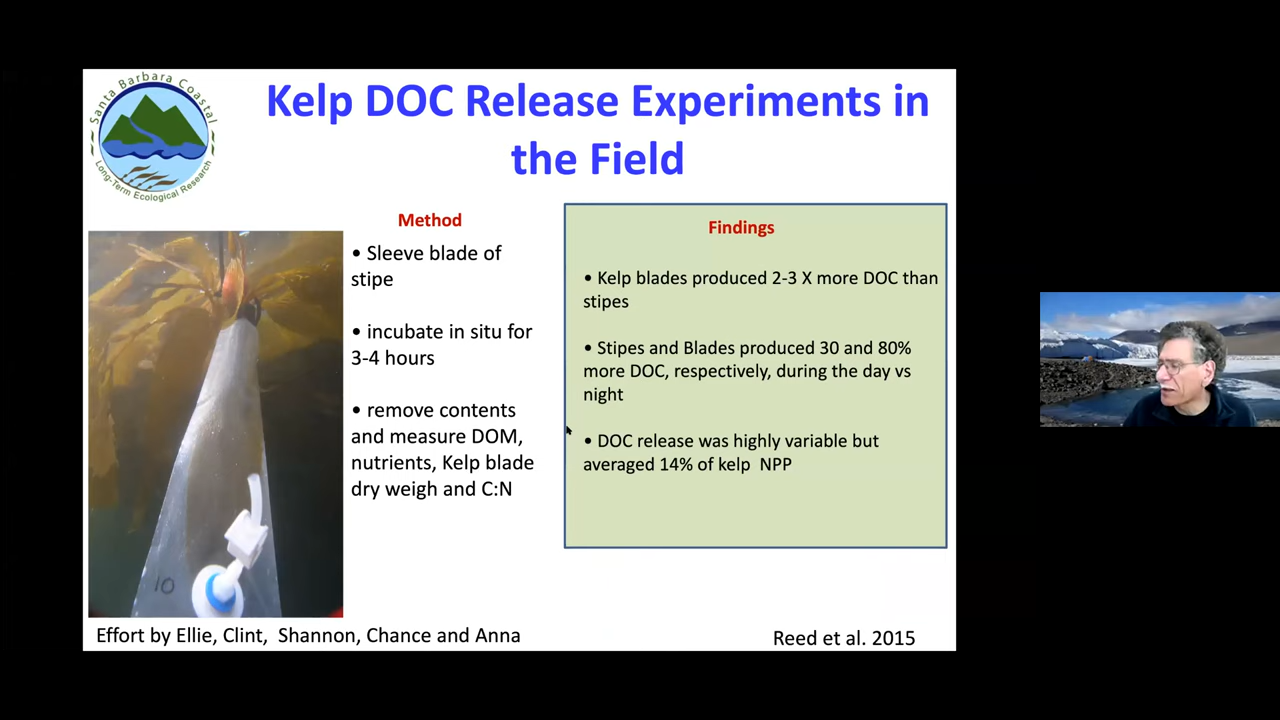 Santa Barbara Coastal
Long-Term Ecological Research
Kelp DOC Release Experiments in
the Field
Method
• Sleeve blade of
stipe
• incubate in situ for
3-4 hours
• remove contents
and measure DOM,
nutrients, Kelp blade
dry weigh and C:N
Findings
• Kelp blades produced 2-3 X more DOC than
stipes
• Stipes and Blades produced 30 and 80%
more DOC, respectively, during the day vs
night
• DOC release was highly variable but
averaged 14% of kelp NPP
10
Effort by Ellie, Clint, Shannon, Chance and Anna
Reed et al. 2015